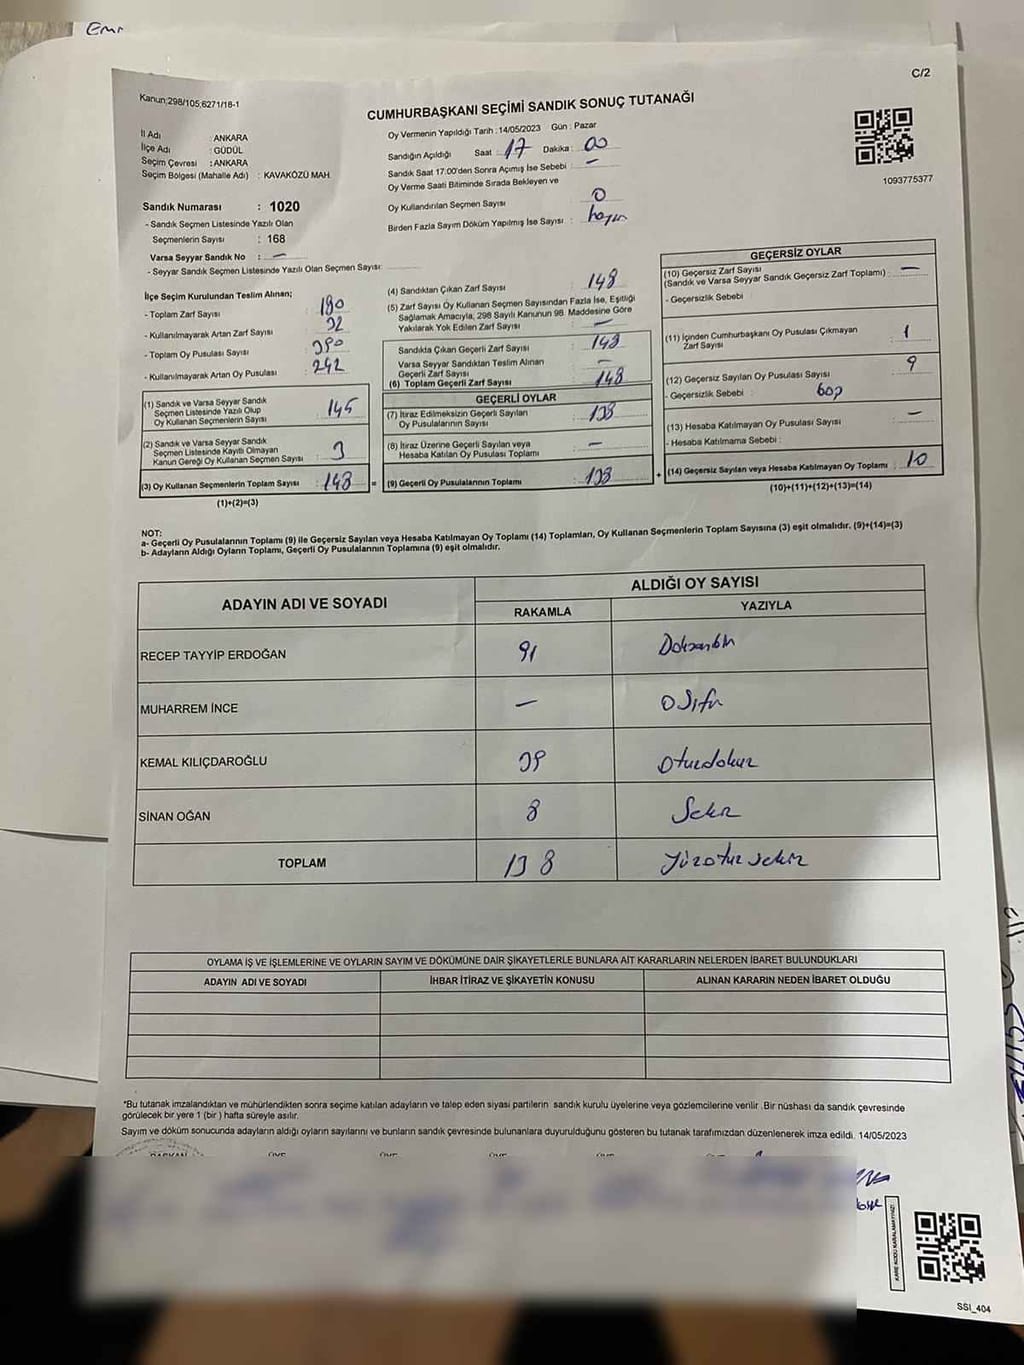 Emr
C/2
Kanun;298/105;6271/18-1
CUMHURBAŞKANI SEÇİMİ SANDIK SONUÇ TUTANAĞI
İl Adı : ANKARA
İlçe Adı : GÜDÜL
Seçim Çevresi : ANKARA
Seçim Bölgesi (Mahalle Adı) : KAVAKÖZÜ MAH.
Oy Vermenin Yapıldığı Tarih :14/05/2023 Gün : Pazar
Sandığın Açıldığı Saat : 17 Dakika : 00
Sandık Saat 17:00'den Sonra Açımış İse Sebebi : —
Oy Verme Saati Bitiminde Sırada Bekleyen ve
Oy Kullandırılan Seçmen Sayısı : 0
Birden Fazla Sayım Döküm Yapılmış İse Sayısı : hayır
1093775377
Sandık Numarası : 1020
- Sandık Seçmen Listesinde Yazılı Olan
Seçmenlerin Sayısı : 168
Varsa Seyyar Sandık No : —
- Seyyar Sandık Seçmen Listesinde Yazılı Olan Seçmen Sayısı:
İlçe Seçim Kurulundan Teslim Alınan;
- Toplam Zarf Sayısı : 180
- Kullanılmayarak Artan Zarf Sayısı : 32
- Toplam Oy Pusulası Sayısı : 390
- Kullanılmayarak Artan Oy Pusulası : 242
(1) Sandık ve Varsa Seyyar Sandık
Seçmen Listesinde Yazılı Olup
Oy Kullanan Seçmenlerin Sayısı : 145
(2) Sandık ve Varsa Seyyar Sandık
Seçmen Listesinde Kayıtlı Olmayan
Kanun Gereği Oy Kullanan Seçmen Sayısı : 3
(3) Oy Kullanan Seçmenlerin Toplam Sayısı : 148 =
(1)+(2)=(3)
(4) Sandıktan Çıkan Zarf Sayısı : 148
(5) Zarf Sayısı Oy Kullanan Seçmen Sayısından Fazla İse, Eşitliği
Sağlamak Amacıyla, 298 Sayılı Kanunun 98. Maddesine Göre
Yakılarak Yok Edilen Zarf Sayısı : —
Sandıkta Çıkan Geçerli Zarf Sayısı : 148
Varsa Seyyar Sandıktan Teslim Alınan
Geçerli Zarf Sayısı : —
(6) Toplam Geçerli Zarf Sayısı : 148
GEÇERLİ OYLAR
(7) İtiraz Edilmeksizin Geçerli Sayılan
Oy Pusulalarının Sayısı : 138
(8) İtiraz Üzerine Geçerli Sayılan veya
Hesaba Katılan Oy Pusulası Toplamı : —
(9) Geçerli Oy Pusulalarının Toplamı : 138 +
GEÇERSİZ OYLAR
(10) Geçersiz Zarf Sayısı
(Sandık ve Varsa Seyyar Sandık Geçersiz Zarf Toplamı) : —
- Geçersizlik Sebebi
(11) İçinden Cumhurbaşkanı Oy Pusulası Çıkmayan
Zarf Sayısı : 1
(12) Geçersiz Sayılan Oy Pusulası Sayısı : 9
- Geçersizlik Sebebi :
(13) Hesaba Katılmayan Oy Pusulası Sayısı : —
- Hesaba Katılmama Sebebi :
(14) Geçersiz Sayılan veya Hesaba Katılmayan Oy Toplamı : 10
(10)+(11)+(12)+(13)=(14)
NOT:
a- Geçerli Oy Pusulalarının Toplamı (9) ile Geçersiz Sayılan veya Hesaba Katılmayan Oy Toplamı (14) Toplamları, Oy Kullanan Seçmenlerin Toplam Sayısına (3) eşit olmalıdır. (9)+(14)=(3)
b- Adayların Aldığı Oyların Toplamı, Geçerli Oy Pusulalarının Toplamına (9) eşit olmalıdır.
ADAYIN ADI VE SOYADI
ALDIĞI OY SAYISI
RAKAMLA YAZIYLA
RECEP TAYYİP ERDOĞAN 91 Doksanbir
MUHARREM İNCE — 0 Sıfır
KEMAL KILIÇDAROĞLU 39 Otuzdokuz
SİNAN OĞAN 8 Sekiz
TOPLAM 138 Yüzotuzsekiz
OYLAMA İŞ VE İŞLEMLERİNE VE OYLARIN SAYIM VE DÖKÜMÜNE DAİR ŞİKAYETLERLE BUNLARA AİT KARARLARIN NELERDEN İBARET BULUNDUKLARI
ADAYIN ADI VE SOYADI İHBAR İTİRAZ VE ŞİKAYETİN KONUSU ALINAN KARARIN NEDEN İBARET OLDUĞU
"Bu tutanak imzalandıktan ve mühürlendikten sonra seçime katılan adayların ve talep eden siyasi partilerin sandık kurulu üyelerine veya gözlemcilerine verilir .Bir nüshası da sandık çevresinde
görülecek bir yere 1 (bir ) hafta süreyle asılır.
Sayım ve döküm sonucunda adayların aldığı oyların sayılarını ve bunların sandık çevresinde bulunanlara duyurulduğunu gösteren bu tutanak tarafımızdan düzenlenerek imza edildi. 14/05/2023
BAŞKAN ÜYE ÜYE ÜYE ÜYE
KARE KODU KARALAMAYINIZ!
SSİ_404